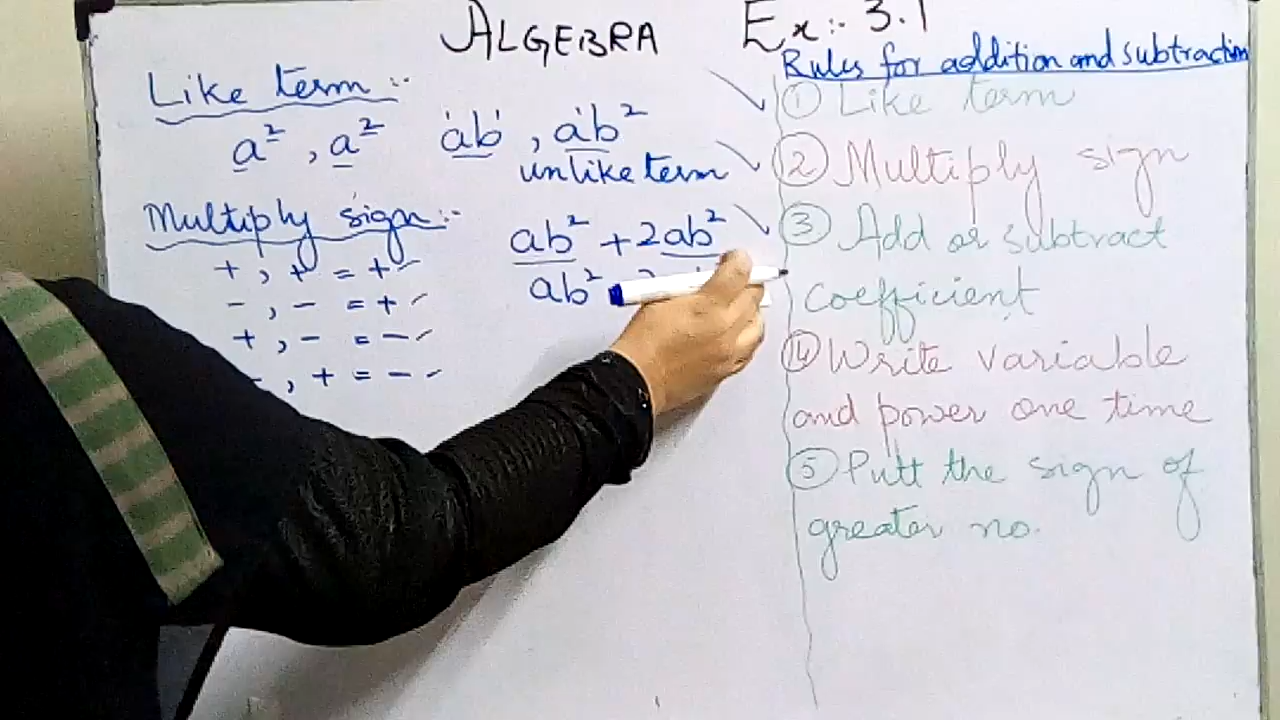 ALGEBRA Ex:- 3.1
Like term :-
a², a² ab, ab²
unlike term
Multiply sign :-
+, + = +
-, - = +
+, - = -
, + = -
ab² + 2ab²
ab²
Rules for addition and subtraction
① Like term
② Multiply sign
③ Add or subtract
coefficient
④ Write variable
and power one time
⑤ Putt the sign of
greater no.